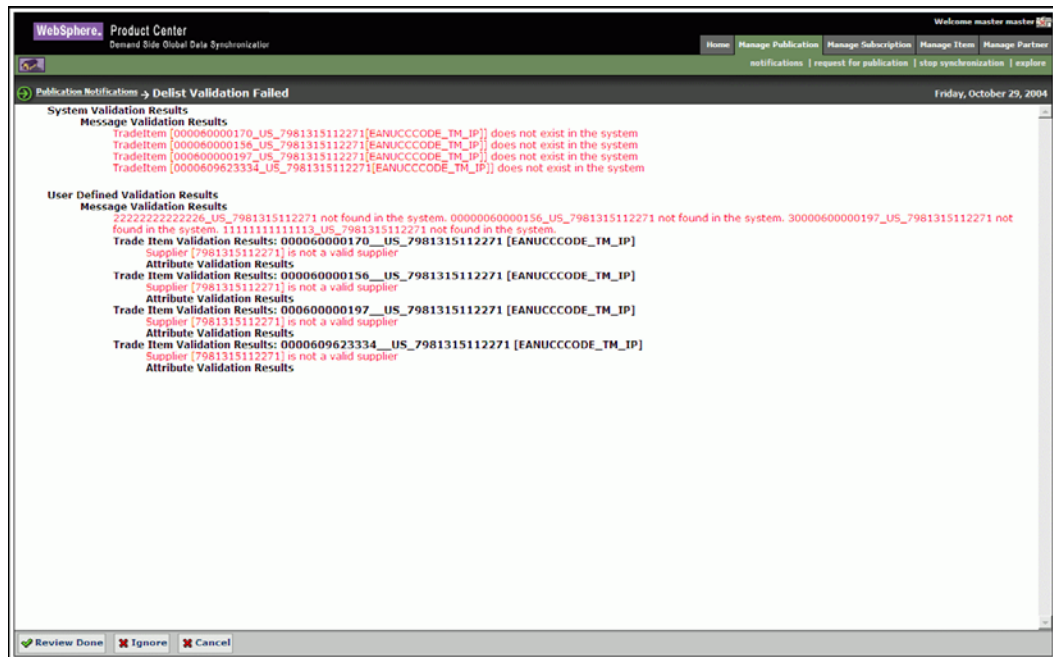 WebSphere. Product Center
Demand Side Global Data Synchronization
Welcome master master
Home Manage Publication Manage Subscription Manage Item Manage Partner
notifications | request for publication | stop synchronization | explore
Publication Notifications → Delist Validation Failed
Friday, October 29, 2004
System Validation Results
Message Validation Results
TradeItem [000060000170_US_7981315112271[EANUCCCODE_TM_IP]] does not exist in the system
TradeItem [000060000156_US_7981315112271[EANUCCCODE_TM_IP]] does not exist in the system
TradeItem [000600000197_US_7981315112271[EANUCCCODE_TM_IP]] does not exist in the system
TradeItem [0000609623334_US_7981315112271[EANUCCCODE_TM_IP]] does not exist in the system
User Defined Validation Results
Message Validation Results
22222222222226_US_7981315112271 not found in the system. 00000060000156_US_7981315112271 not found in the system. 30000600000197_US_7981315112271 not
found in the system. 11111111111113_US_7981315112271 not found in the system.
Trade Item Validation Results: 000060000170__US_7981315112271 [EANUCCCODE_TM_IP]
Supplier [7981315112271] is not a valid supplier
Attribute Validation Results
Trade Item Validation Results: 000060000156__US_7981315112271 [EANUCCCODE_TM_IP]
Supplier [7981315112271] is not a valid supplier
Attribute Validation Results
Trade Item Validation Results: 000600000197__US_7981315112271 [EANUCCCODE_TM_IP]
Supplier [7981315112271] is not a valid supplier
Attribute Validation Results
Trade Item Validation Results: 0000609623334__US_7981315112271 [EANUCCCODE_TM_IP]
Supplier [7981315112271] is not a valid supplier
Attribute Validation Results
Review Done Ignore Cancel